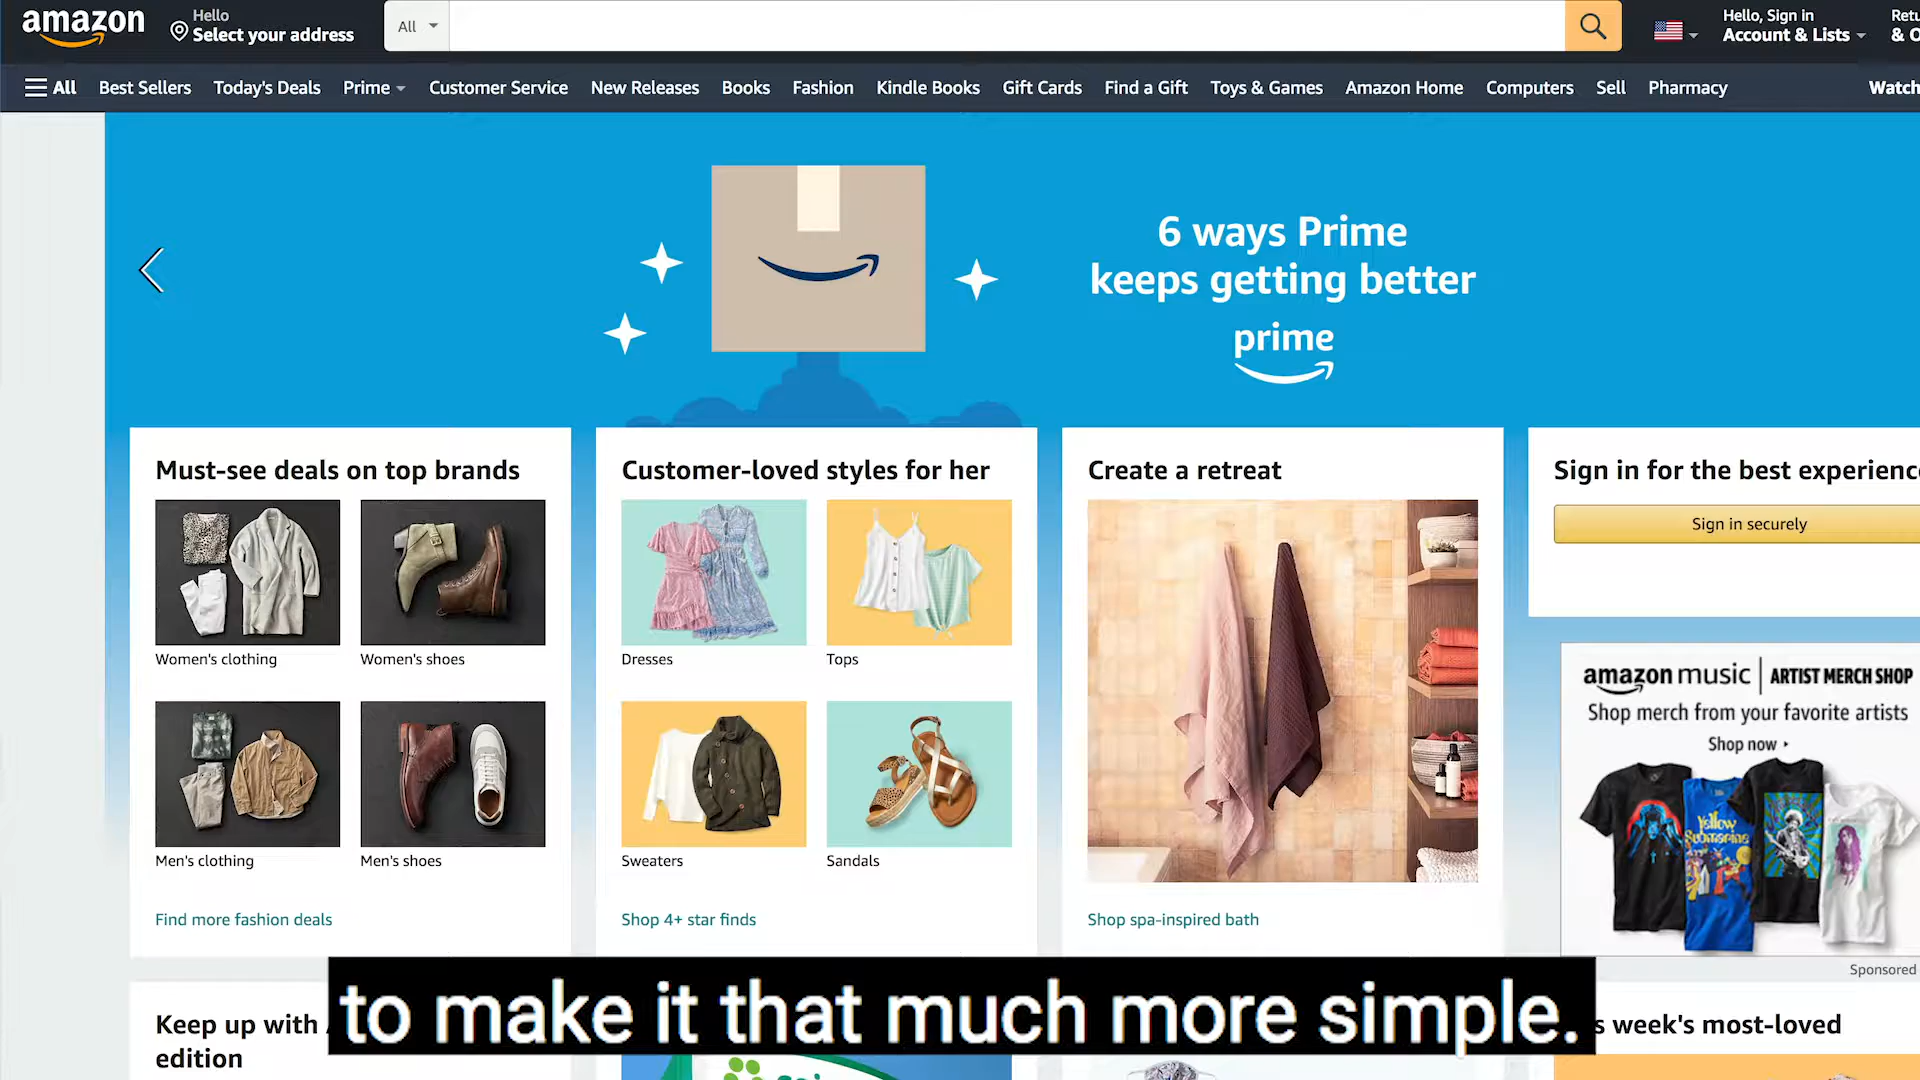 amazon
Hello
Select your address
All
Hello, Sign in
Account & Lists
Retu
& O
All
Best Sellers
Today's Deals
Prime
Customer Service
New Releases
Books
Fashion
Kindle Books
Gift Cards
Find a Gift
Toys & Games
Amazon Home
Computers
Sell
Pharmacy
Watch
6 ways Prime
keeps getting better
prime
Must-see deals on top brands
Women's clothing
Women's shoes
Men's clothing
Men's shoes
Find more fashion deals
Customer-loved styles for her
Dresses
Tops
Sweaters
Sandals
Shop 4+ star finds
Create a retreat
Shop spa-inspired bath
Sign in for the best experience
Sign in securely
amazon music | ARTIST MERCH SHOP
Shop merch from your favorite artists
Shop now
Yellow
Submarine
Sponsored
Keep up with
edition
s week's most-loved
to make it that much more simple.